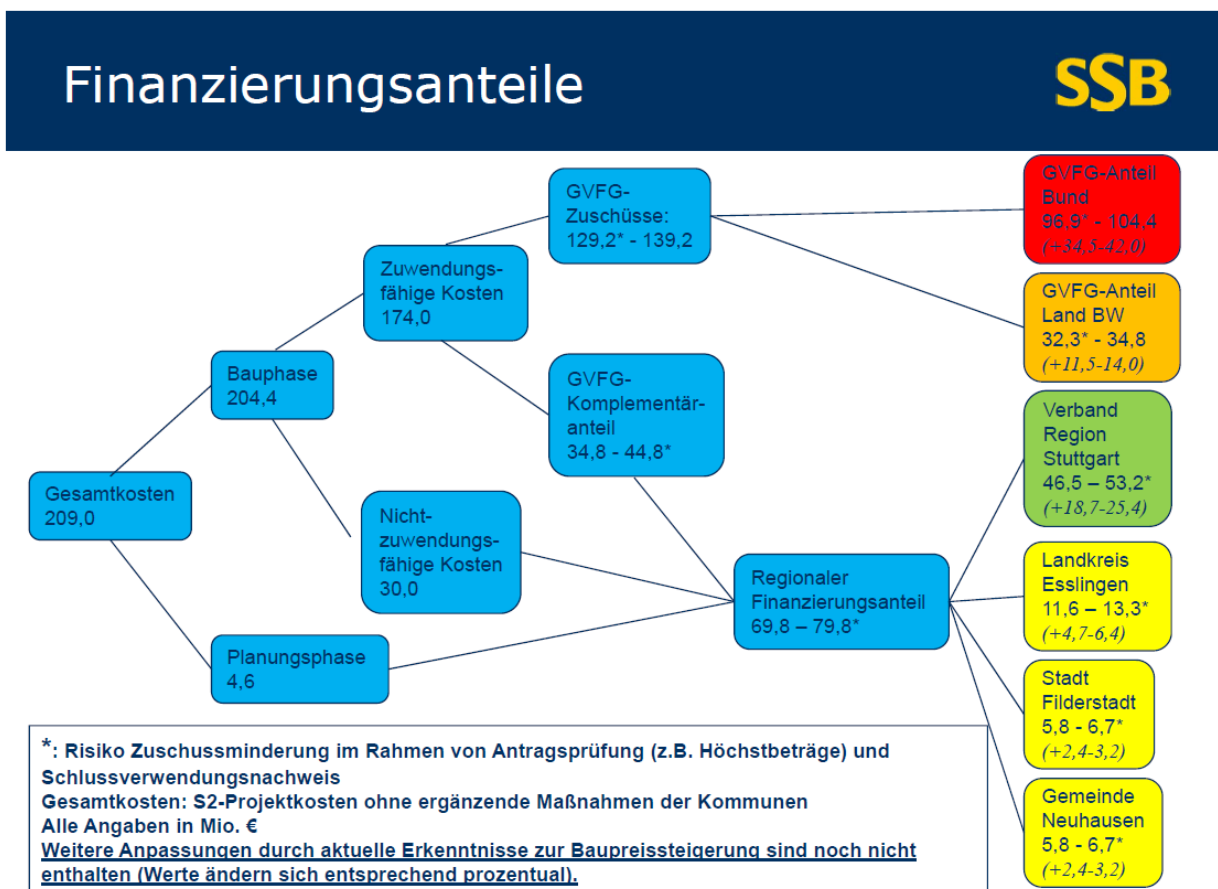 Finanzierungsanteile
SSB
GVFG-
Zuschüsse:
129,2* - 139,2
GVFG-Anteil
Bund
96,9* - 104,4
(+34,5-42,0)
Zuwendungs-
fähige Kosten
174,0
GVFG-Anteil
Land BW
32,3* - 34,8
(+11,5-14,0)
Bauphase
204,4
GVFG-
Komplementär-
anteil
34,8 - 44,8*
Verband
Region
Stuttgart
46,5 – 53,2*
(+18,7-25,4)
Gesamtkosten
209,0
Nicht-
zuwendungs-
fähige Kosten
30,0
Regionaler
Finanzierungsanteil
69,8 – 79,8*
Landkreis
Esslingen
11,6 – 13,3*
(+4,7-6,4)
Planungsphase
4,6
Stadt
Filderstadt
5,8 - 6,7*
(+2,4-3,2)
Gemeinde
Neuhausen
5,8 - 6,7*
(+2,4-3,2)
*: Risiko Zuschussminderung im Rahmen von Antragsprüfung (z.B. Höchstbeträge) und
Schlussverwendungsnachweis
Gesamtkosten: S2-Projektkosten ohne ergänzende Maßnahmen der Kommunen
Alle Angaben in Mio. €
Weitere Anpassungen durch aktuelle Erkenntnisse zur Baupreissteigerung sind noch nicht
enthalten (Werte ändern sich entsprechend prozentual).